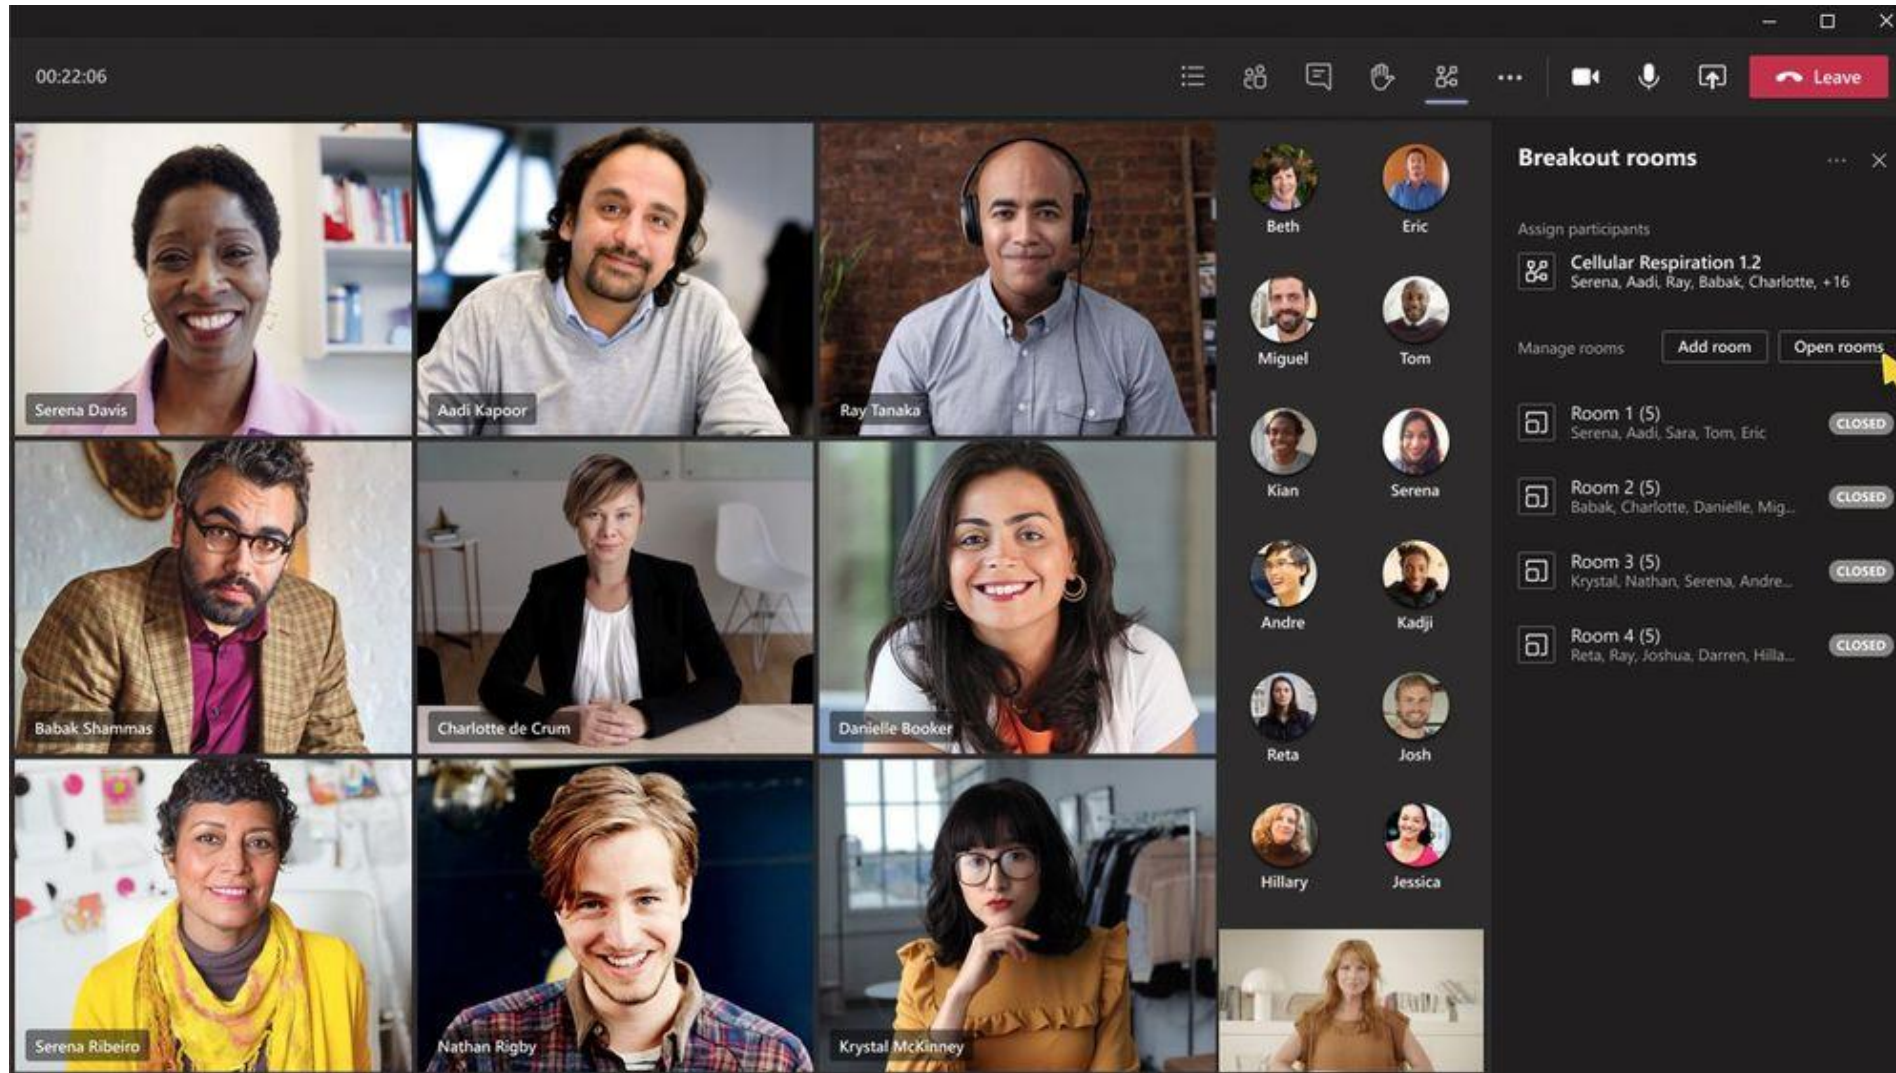 00:22:06
Leave
Serena Davis
Aadi Kapoor
Ray Tanaka
Babak Shammas
Charlotte de Crum
Danielle Booker
Serena Ribeiro
Nathan Rigby
Krystal McKinney
Beth
Eric
Miguel
Tom
Kian
Serena
Andre
Kadji
Reta
Josh
Hillary
Jessica
Breakout rooms
Assign participants
Cellular Respiration 1.2
Serena, Aadi, Ray, Babak, Charlotte, +16
Manage rooms
Add room
Open rooms
Room 1 (5)
Serena, Aadi, Sara, Tom, Eric
CLOSED
Room 2 (5)
Babak, Charlotte, Danielle, Mig...
CLOSED
Room 3 (5)
Krystal, Nathan, Serena, Andre...
CLOSED
Room 4 (5)
Reta, Ray, Joshua, Darren, Hilla...
CLOSED